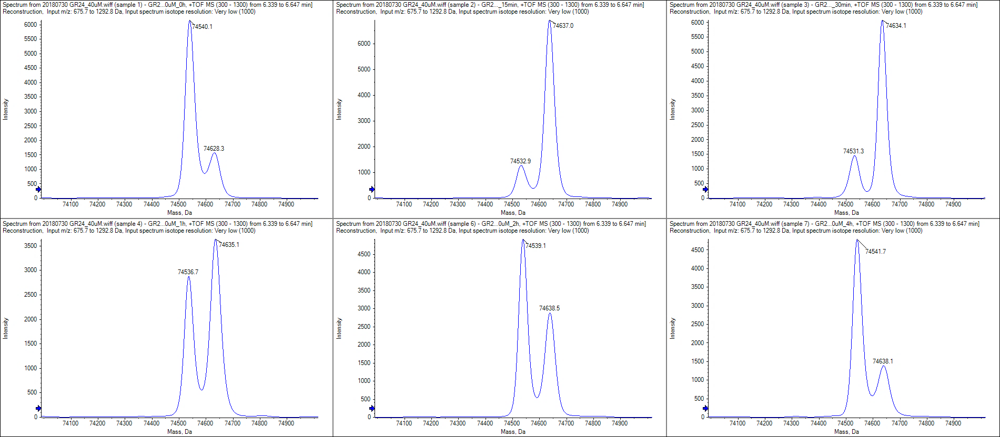 Spectrum from 20180730 GR24_40uM.wiff (sample 1) - GR2...0uM_0h, +TOF MS (300 - 1300) from 6.339 to 6.647 min]
Reconstruction, Input m/z: 675.7 to 1292.8 Da, Input spectrum isotope resolution: Very low (1000)
74540.1
74628.3
6000
5500
5000
4500
4000
3500
3000
2500
2000
1500
1000
500
0
Intensity
74100 74200 74300 74400 74500 74600 74700 74800 74900
Mass, Da
Spectrum from 20180730 GR24_40uM.wiff (sample 2) - GR2..._15min, +TOF MS (300 - 1300) from 6.339 to 6.647 min]
Reconstruction, Input m/z: 675.7 to 1292.8 Da, Input spectrum isotope resolution: Very low (1000)
74637.0
74532.9
6000
5000
4000
3000
2000
1000
0
Intensity
74100 74200 74300 74400 74500 74600 74700 74800 74900
Mass, Da
Spectrum from 20180730 GR24_40uM.wiff (sample 3) - GR2..._30min, +TOF MS (300 - 1300) from 6.339 to 6.647 min]
Reconstruction, Input m/z: 675.7 to 1292.8 Da, Input spectrum isotope resolution: Very low (1000)
74634.1
74531.3
6000
5500
5000
4500
4000
3500
3000
2500
2000
1500
1000
500
0
Intensity
74100 74200 74300 74400 74500 74600 74700 74800 74900
Mass, Da
Spectrum from 20180730 GR24_40uM.wiff (sample 4) - GR2...0uM_1h, +TOF MS (300 - 1300) from 6.339 to 6.647 min]
Reconstruction, Input m/z: 675.7 to 1292.8 Da, Input spectrum isotope resolution: Very low (1000)
74635.1
74536.7
3500
3000
2500
2000
1500
1000
500
0
Intensity
74100 74200 74300 74400 74500 74600 74700 74800 74900
Mass, Da
Spectrum from 20180730 GR24_40uM.wiff (sample 6) - GR2...0uM_2h, +TOF MS (300 - 1300) from 6.339 to 6.647 min]
Reconstruction, Input m/z: 675.7 to 1292.8 Da, Input spectrum isotope resolution: Very low (1000)
74539.1
74638.5
4500
4000
3500
3000
2500
2000
1500
1000
500
0
Intensity
74100 74200 74300 74400 74500 74600 74700 74800 74900
Mass, Da
Spectrum from 20180730 GR24_40uM.wiff (sample 7) - GR2...0uM_4h, +TOF MS (300 - 1300) from 6.339 to 6.647 min]
Reconstruction, Input m/z: 675.7 to 1292.8 Da, Input spectrum isotope resolution: Very low (1000)
74541.7
74638.1
4500
4000
3500
3000
2500
2000
1500
1000
500
0
Intensity
74100 74200 74300 74400 74500 74600 74700 74800 74900
Mass, Da